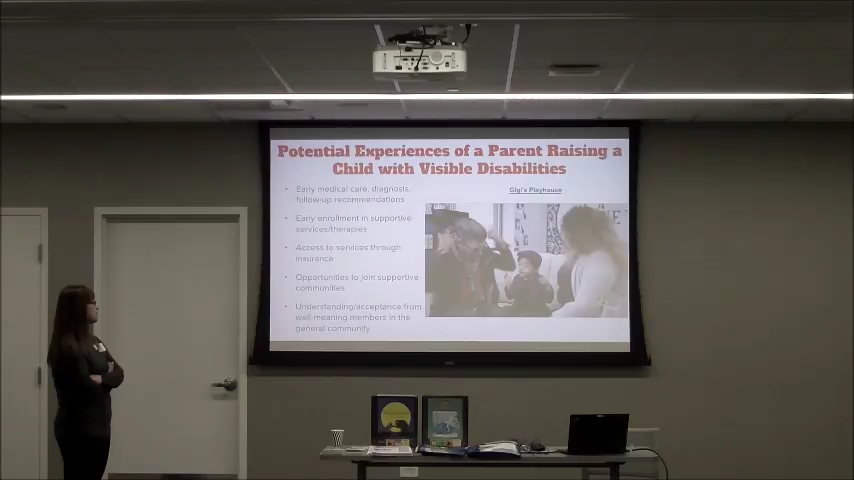 Potential Experiences of a Parent Raising a
Child with Visible Disabilities
• Early medical care, diagnosis,
follow-up recommendations
• Early enrollment in supportive
services/therapies
• Access to services through
insurance
• Opportunities to join supportive
communities
• Understanding/acceptance from
well-meaning members in the
general community
Gigi's Playhouse